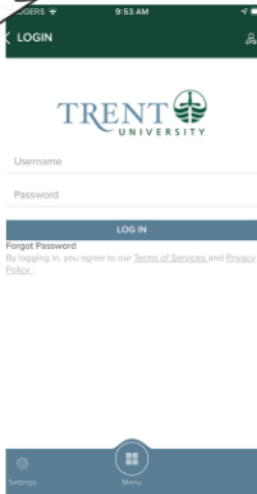 ROGERS 9:53 AM
LOGIN
TRENT
UNIVERSITY
Username
Password
LOG IN
Forgot Password
By logging in, you agree to our Terms of Services and Privacy
Policy .
Settings Menu